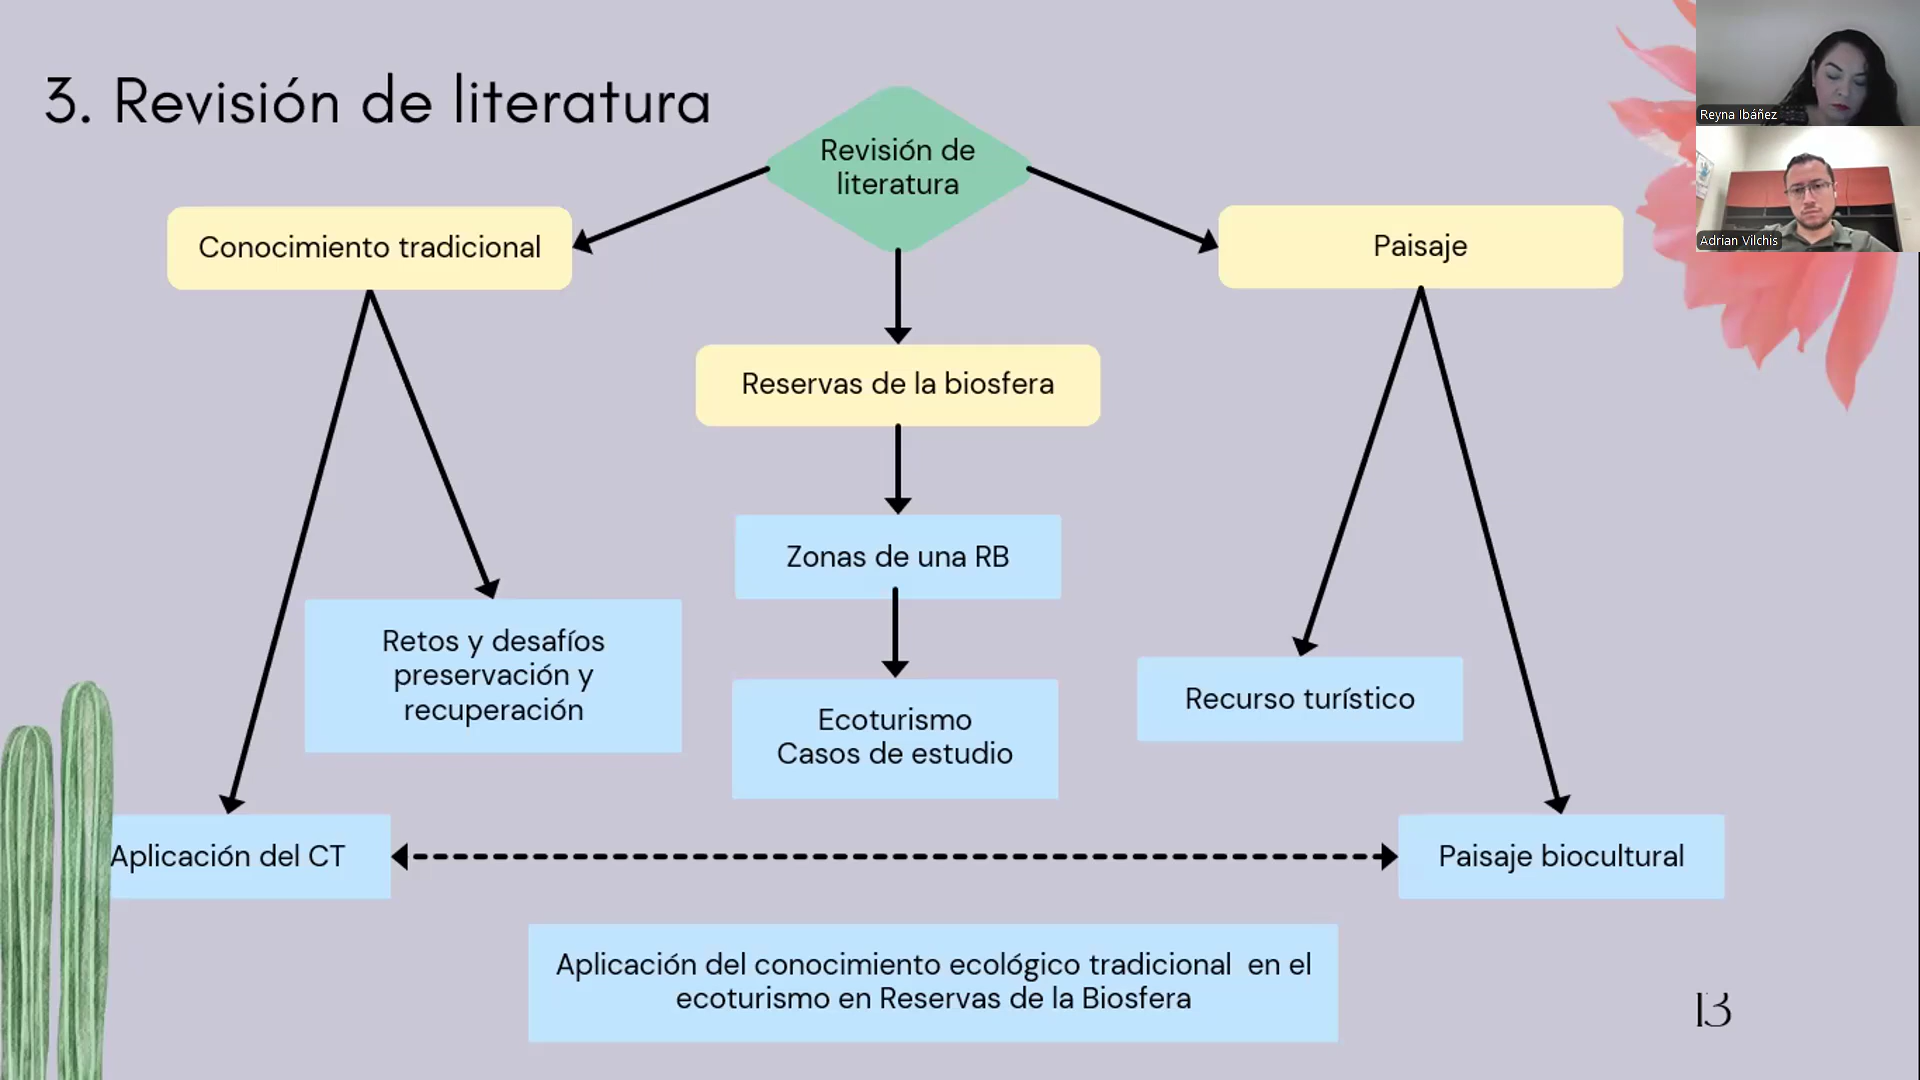 3. Revisión de literatura
Revisión de
literatura
Reyna Ibáñez
Adrian Vilchis
Conocimiento tradicional
Paisaje
Reservas de la biosfera
Zonas de una RB
Retos y desafíos
preservación y
recuperación
Recurso turístico
Ecoturismo
Casos de estudio
Aplicación del CT
Paisaje biocultural
Aplicación del conocimiento ecológico tradicional en el
ecoturismo en Reservas de la Biosfera
13